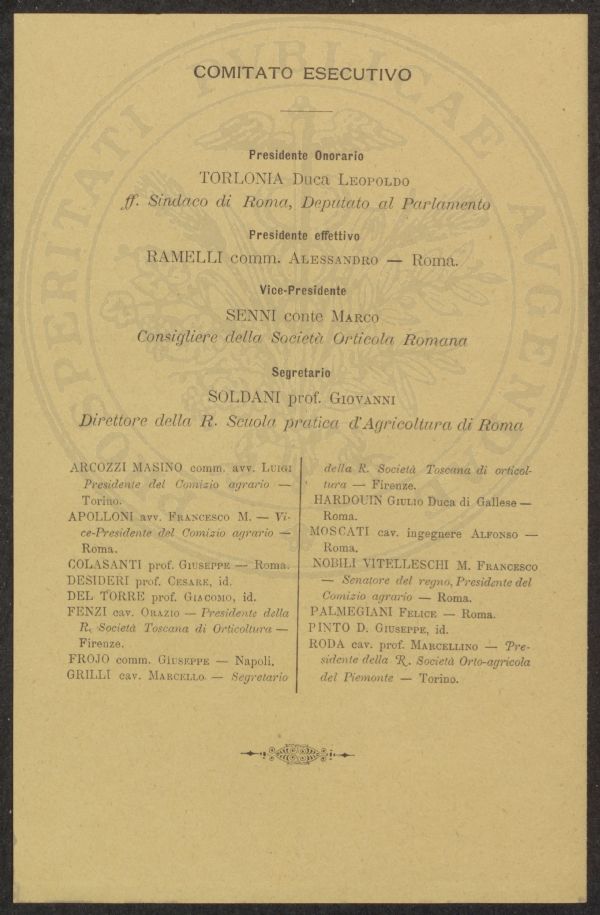 COMITATO ESECUTIVO
Presidente Onorario
TORLONIA Duca LEOPOLDO
ff. Sindaco di Roma, Deputato al Parlamento
Presidente effettivo
RAMELLI comm. ALESSANDRO — Roma.
Vice-Presidente
SENNI conte MARCO
Consigliere della Società Orticola Romana
Segretario
SOLDANI prof. GIOVANNI
Direttore della R. Scuola pratica d'Agricoltura di Roma
ARCOZZI MASINO comm. avv. LUIGI
Presidente del Comizio agrario —
Torino.
APOLLONI avv. FRANCESCO M. — Vi-
ce-Presidente del Comizio agrario —
Roma.
COLASANTI prof. GIUSEPPE — Roma.
DESIDERI prof. CESARE, id.
DEL TORRE prof. GIACOMO, id.
FENZI cav. ORAZIO — Presidente della
R. Società Toscana di Orticoltura —
Firenze.
FROJO comm. GIUSEPPE — Napoli.
GRILLI cav. MARCELLO — Segretario
della R. Società Toscana di orticol-
tura — Firenze.
HARDOUIN GIULIO Duca di Gallese —
Roma.
MOSCATI cav. ingegnere ALFONSO —
Roma.
NOBILI VITELLESCHI M. FRANCESCO
— Senatore del regno, Presidente del
Comizio agrario — Roma.
PALMEGIANI FELICE — Roma.
PINTO D. GIUSEPPE, id.
RODA cav. prof. MARCELLINO — Pre-
sidente della R. Società Orto-agricola
del Piemonte — Torino.
PROSPERITATI PVBLICAE AVGENDAE